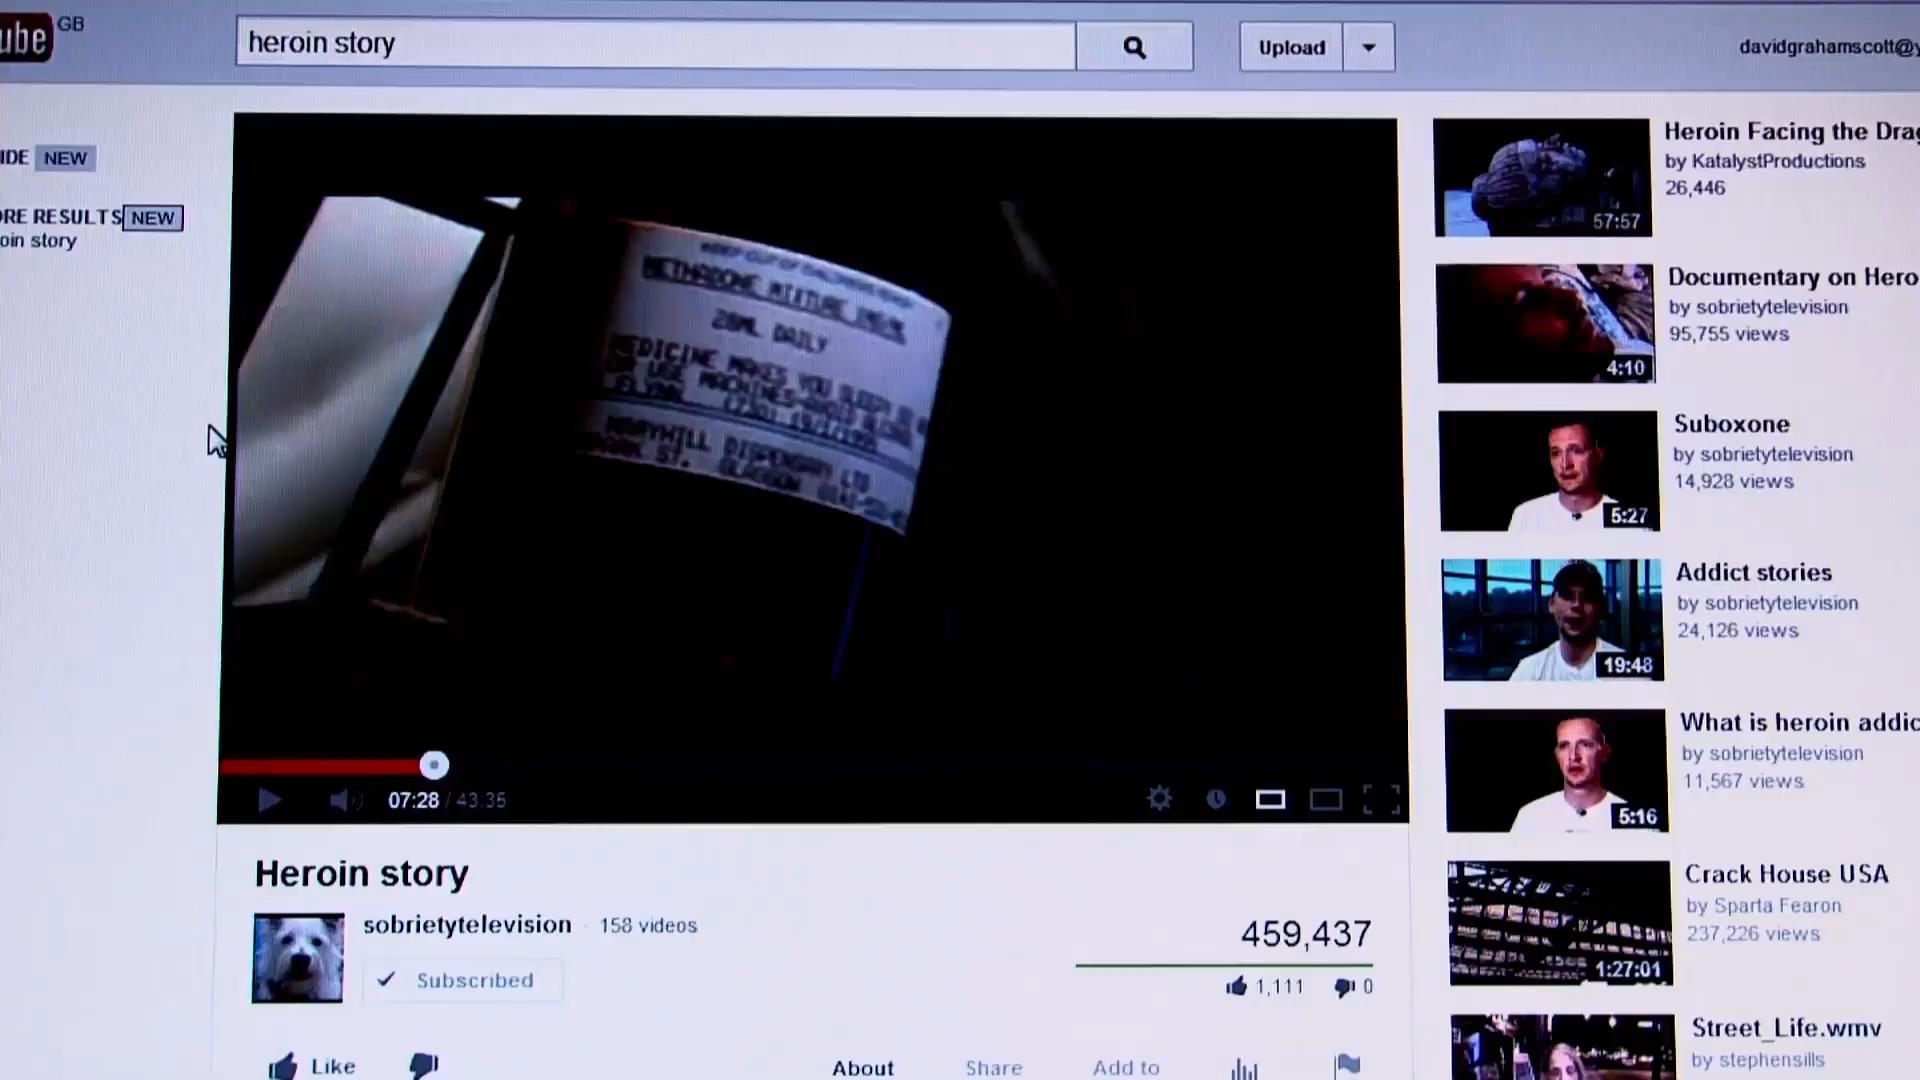 ube GB
heroin story
Upload
davidgrahamscott@y
IDE NEW
ORE RESULTS NEW
oin story
METHADONE MIXTURE
20ML DAILY
MEDICINE MAKES YOU SLEEPY
OR USE MACHINES
MARYHILL DISPENSARY LTD
ST. GLASGOW
07:28 / 43:35
Heroin story
sobrietytelevision · 158 videos
Subscribed
459,437
1,111 0
Like
About Share Add to
57:57
Heroin Facing the Drag
by KatalystProductions
26,446
4:10
Documentary on Hero
by sobrietytelevision
95,755 views
5:27
Suboxone
by sobrietytelevision
14,928 views
19:48
Addict stories
by sobrietytelevision
24,126 views
5:16
What is heroin addic
by sobrietytelevision
11,567 views
1:27:01
Crack House USA
by Sparta Fearon
237,226 views
Street_Life.wmv
by stephensills